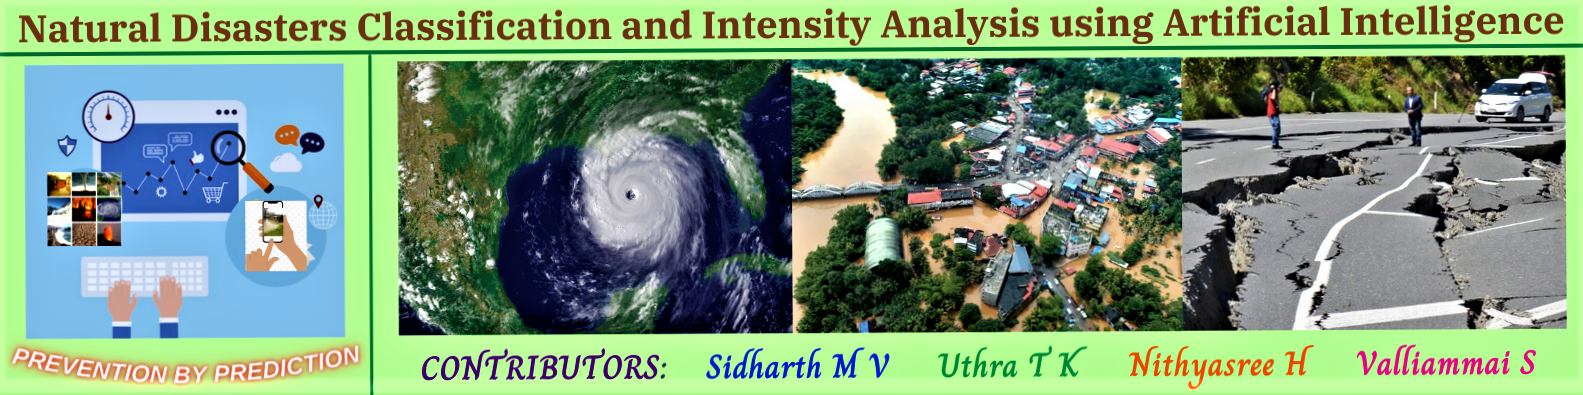 Natural Disasters Classification and Intensity Analysis using Artificial Intelligence
PREVENTION BY PREDICTION
CONTRIBUTORS: Sidharth M V Uthra T K Nithyasree H Valliammai S